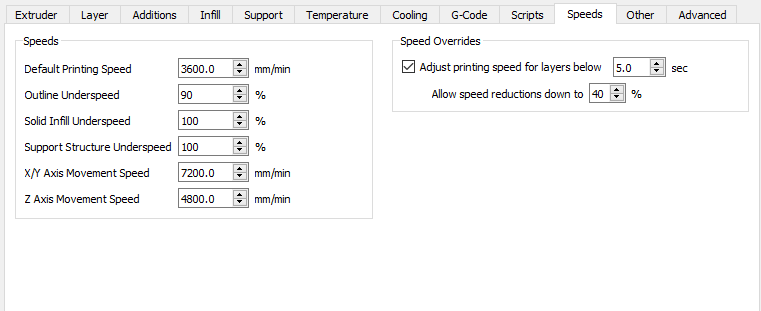 Extruder Layer Additions Infill Support Temperature Cooling G-Code Scripts Speeds Other Advanced
Speeds
Default Printing Speed 3600.0 mm/min
Outline Underspeed 90 %
Solid Infill Underspeed 100 %
Support Structure Underspeed 100 %
X/Y Axis Movement Speed 7200.0 mm/min
Z Axis Movement Speed 4800.0 mm/min
Speed Overrides
Adjust printing speed for layers below 5.0 sec
Allow speed reductions down to 40 %